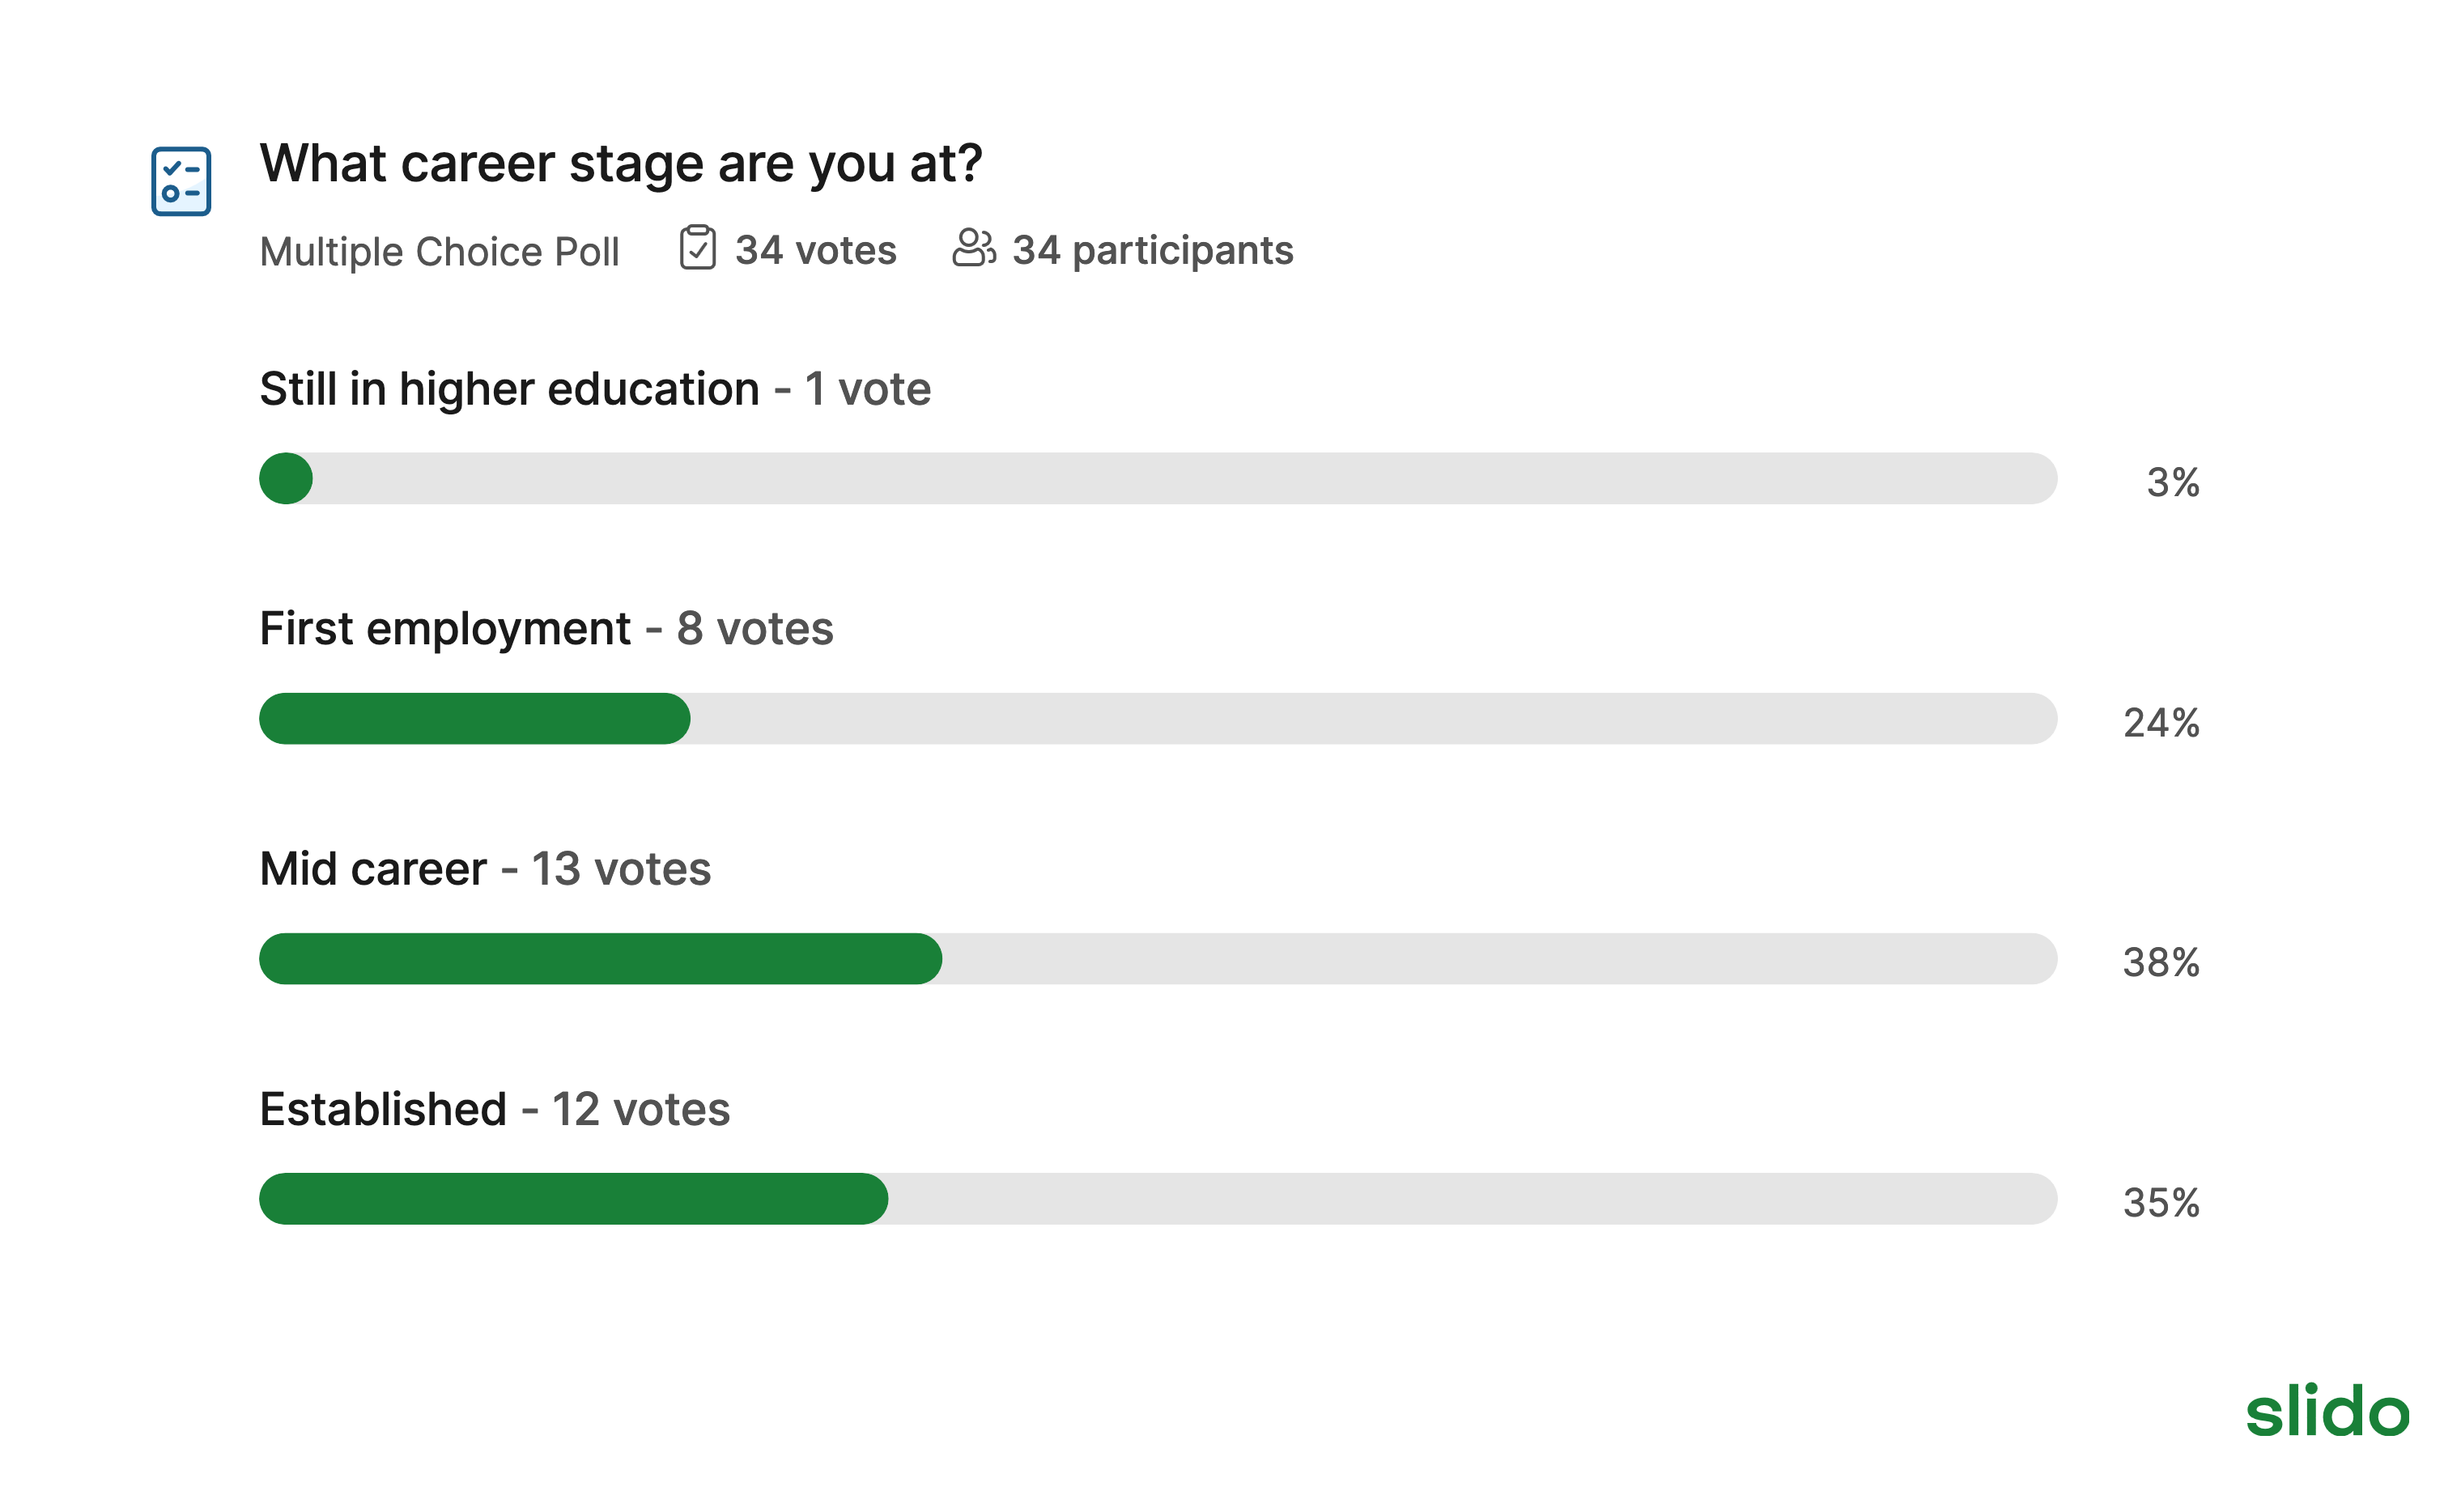 What career stage are you at?
Multiple Choice Poll 34 votes 34 participants
Still in higher education - 1 vote
3%
First employment - 8 votes
24%
Mid career - 13 votes
38%
Established - 12 votes
35%
slido